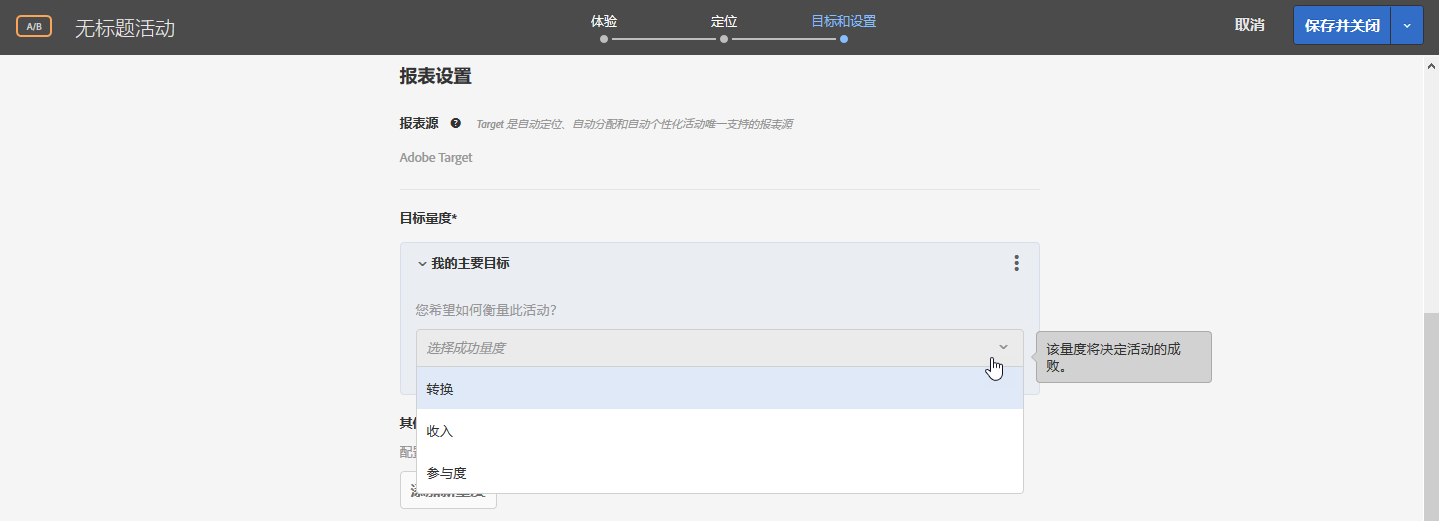 A/B
无标题活动
体验
定位
目标和设置
取消
保存并关闭
报表设置
报表源
Target 是自动定位、自动分配和自动个性化活动唯一支持的报表源
Adobe Target
目标量度*
我的主要目标
您希望如何衡量此活动?
选择成功量度
该量度将决定活动的成
败。
转换
收入
参与度